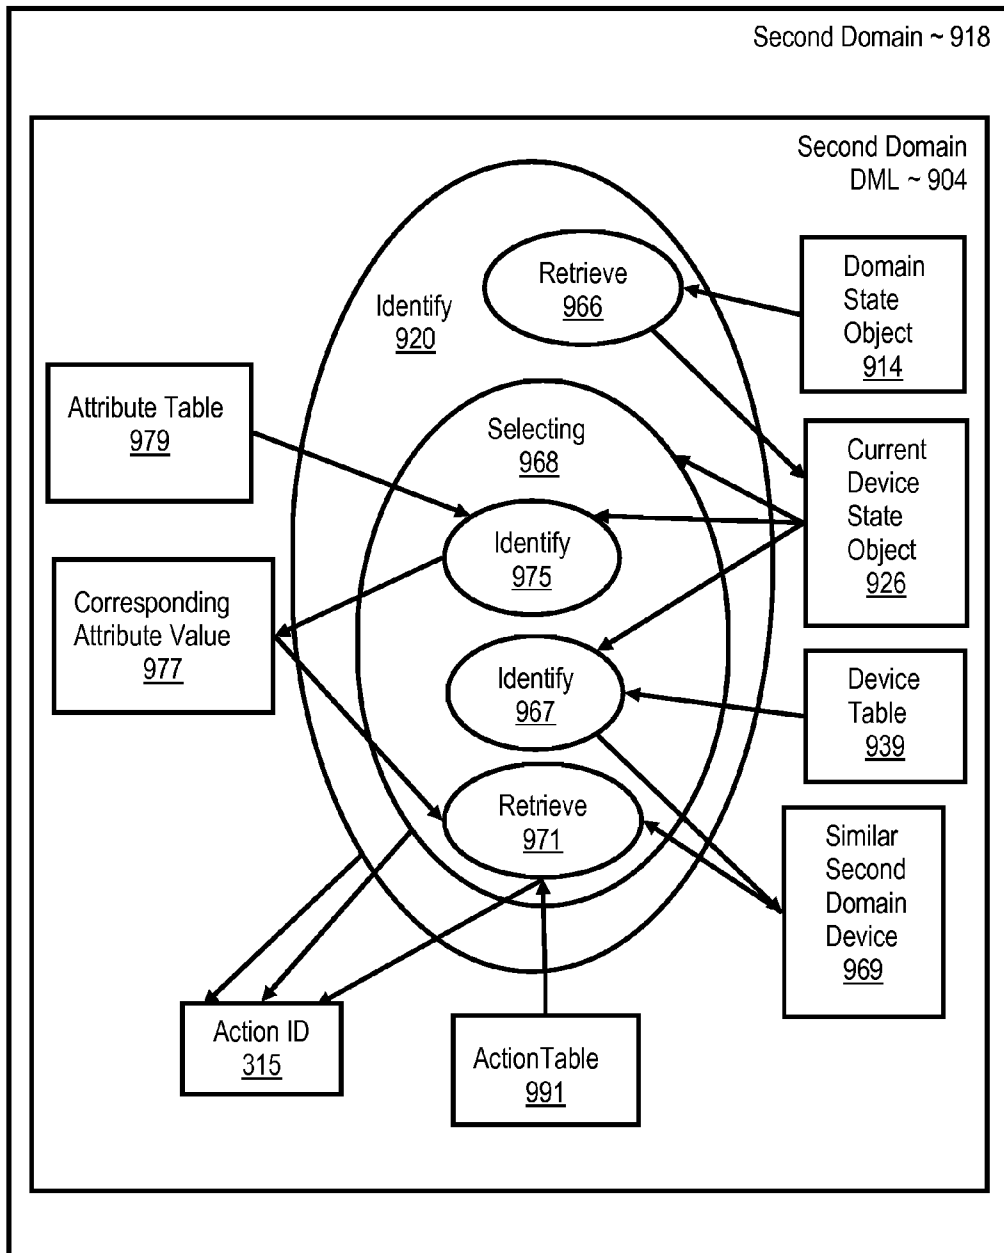 Second Domain ~ 918
Second Domain
DML ~ 904
Retrieve
966
Domain
State
Object
914
Identify
920
Attribute Table
979
Selecting
968
Current
Device
State
Object
926
Identify
975
Corresponding
Attribute Value
977
Identify
967
Device
Table
939
Retrieve
971
Similar
Second
Domain
Device
969
Action ID
315
ActionTable
991